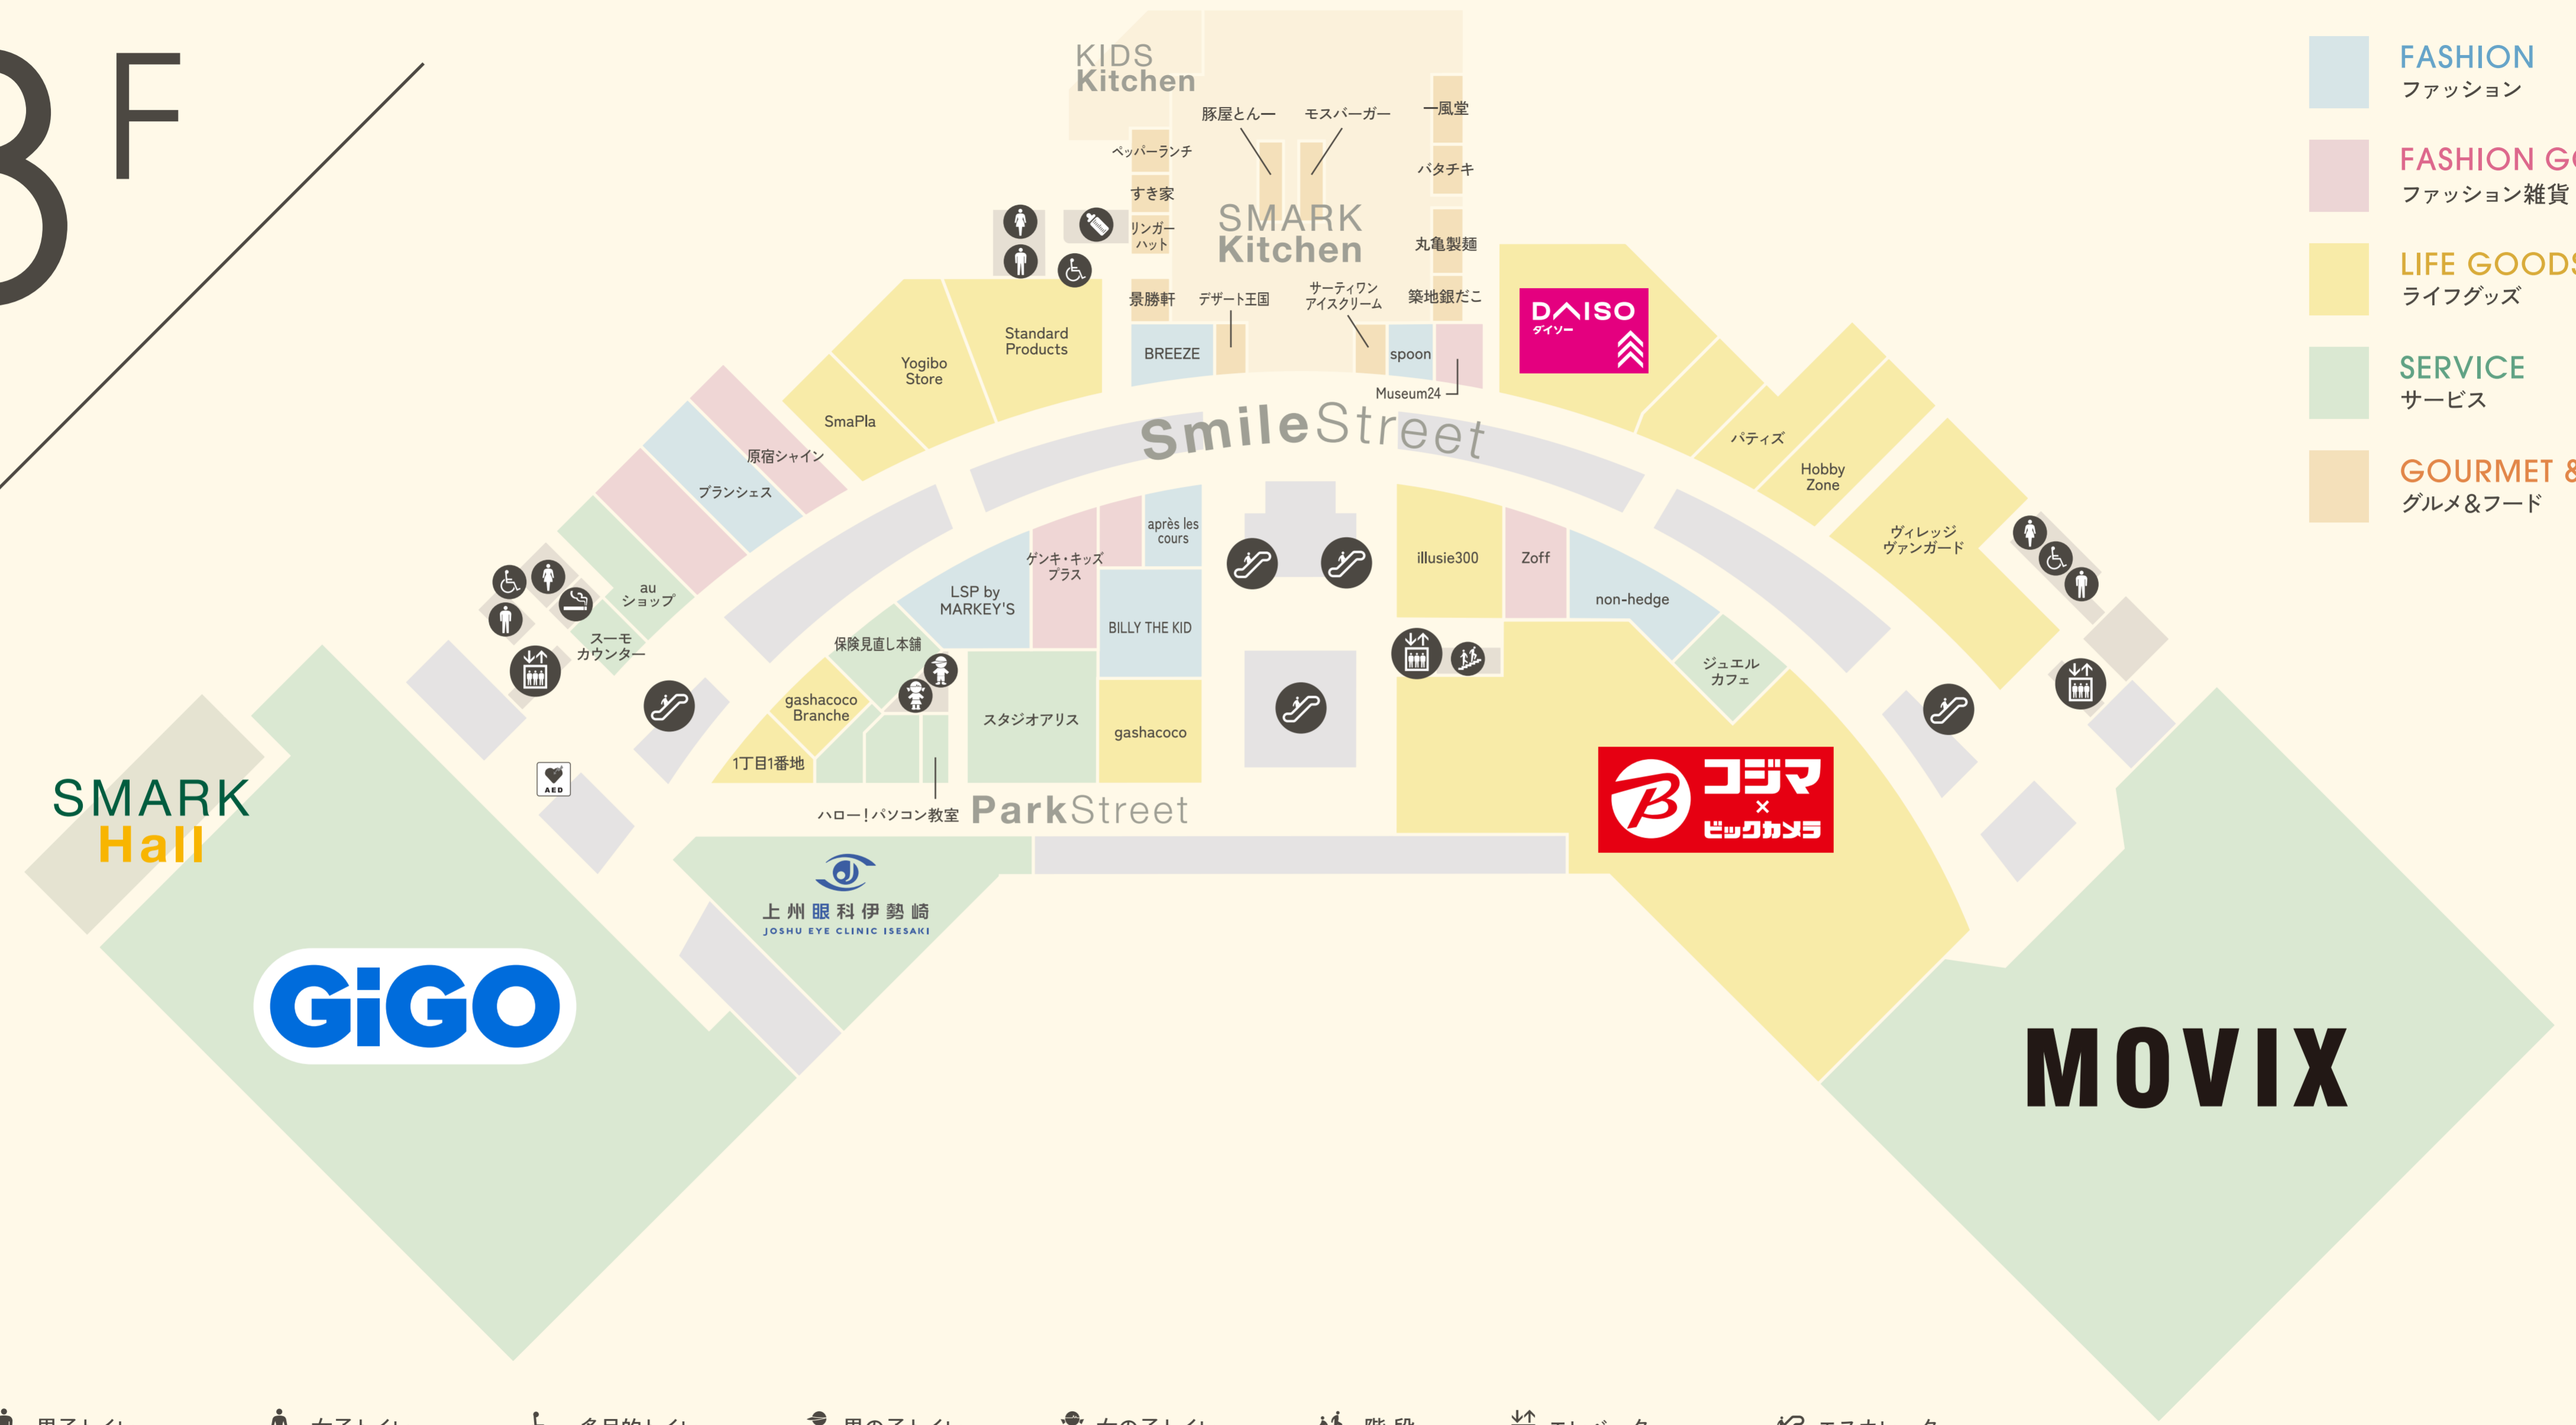 F
FASHION
ファッション
FASHION
ファッション雑貨
LIFE GOODS
ライフグッズ
SERVICE
サービス
GOURMET &
グルメ&フード
KIDS
Kitchen
豚屋とん一
モスバーガー
一風堂
ペッパーランチ
バタチキ
すき家
リンガー
ハット
SMARK
Kitchen
丸亀製麺
景勝軒
デザート王国
サーティワン
アイスクリーム
築地銀だこ
BREEZE
spoon
Museum24
DAISO
ダイソー
Standard
Products
Yogibo
Store
SmaPla
原宿シャイン
ブランシェス
au
ショップ
スーモ
カウンター
SmileStreet
パティズ
Hobby
Zone
ヴィレッジ
ヴァンガード
après les
cours
ゲンキ・キッズ
プラス
LSP by
MARKEY'S
BILLY THE KID
保険見直し本舗
gashacoco
Branche
1丁目1番地
スタジオアリス
gashacoco
ハロー!パソコン教室
ParkStreet
illusie300
Zoff
non-hedge
ジュエル
カフェ
コジマ
×
ビックカメラ
AED
SMARK
Hall
GiGO
上州眼科伊勢崎
JOSHU EYE CLINIC ISESAKI
MOVIX